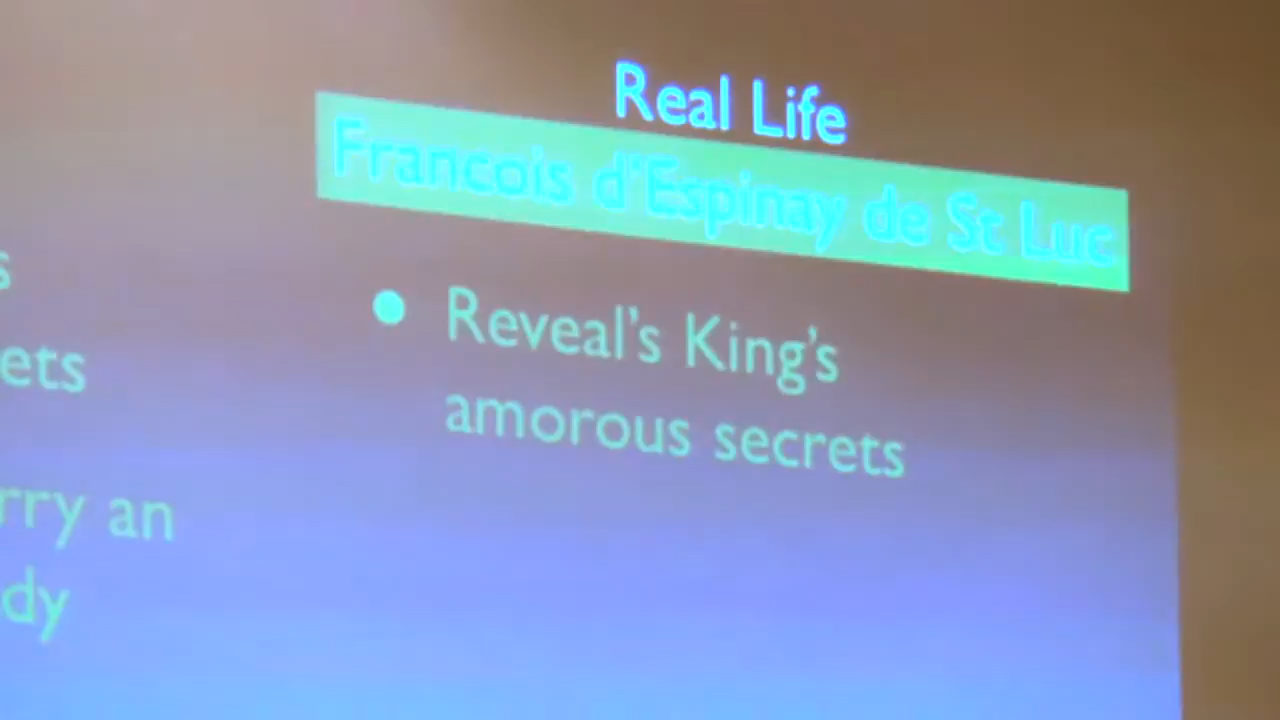 Real Life
Francois d'Espinay de St Luc
Reveal's King's
amorous secrets
s
ets
rry an
dy